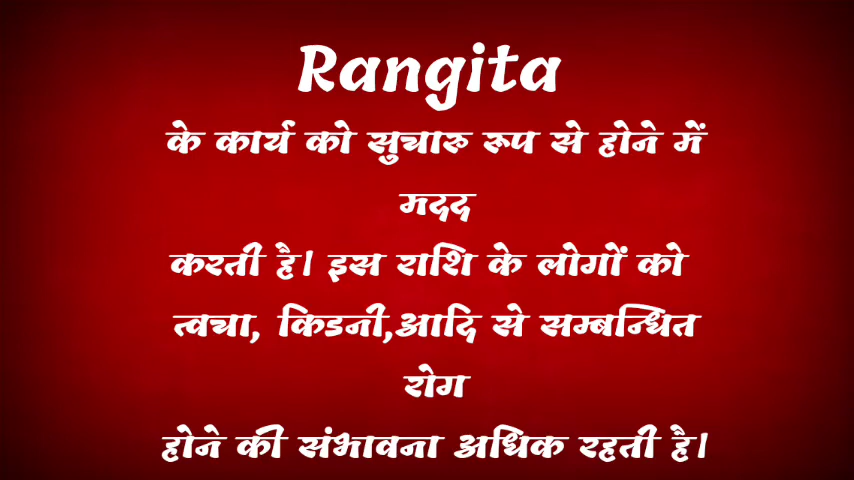 Rangita
के कार्य को सुचारु रूप से होने में
मदद
करती है। इस राशि के लोगों को
त्वचा, किडनी,आदि से सम्बन्धित
रोग
होने की संभावना अधिक रहती है।